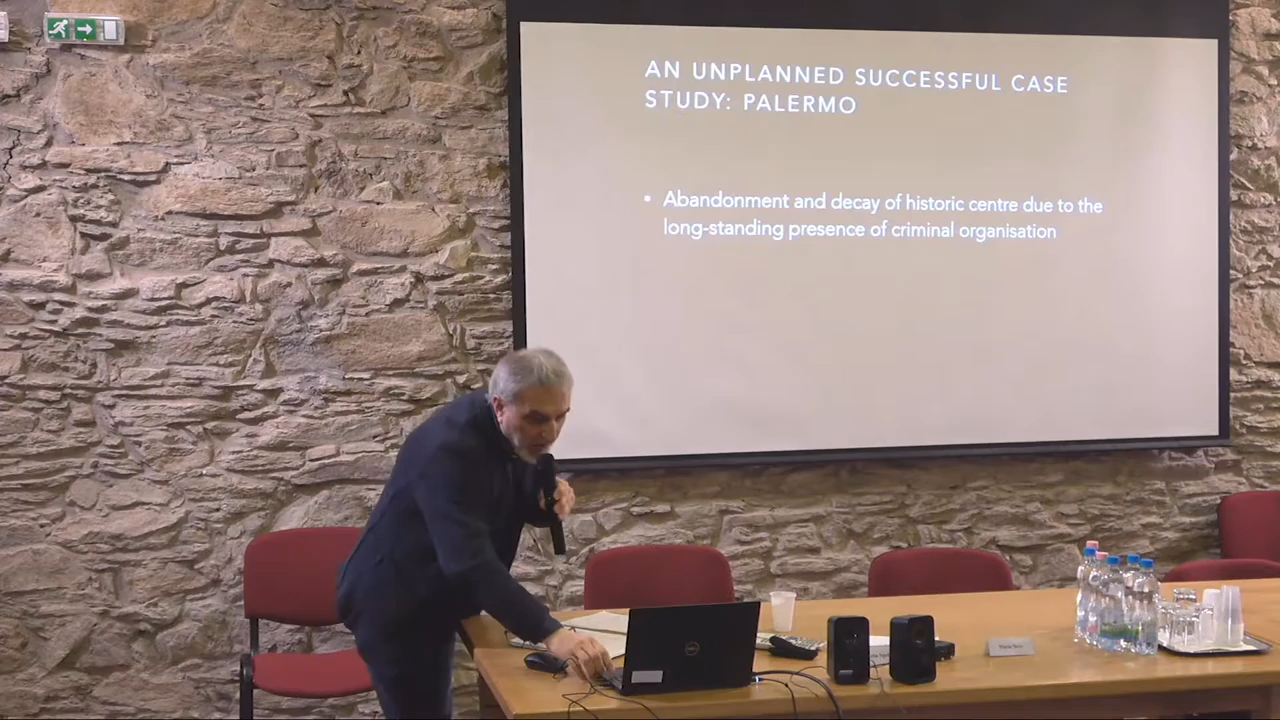 AN UNPLANNED SUCCESSFUL CASE
STUDY: PALERMO
• Abandonment and decay of historic centre due to the
long-standing presence of criminal organisation
DELL